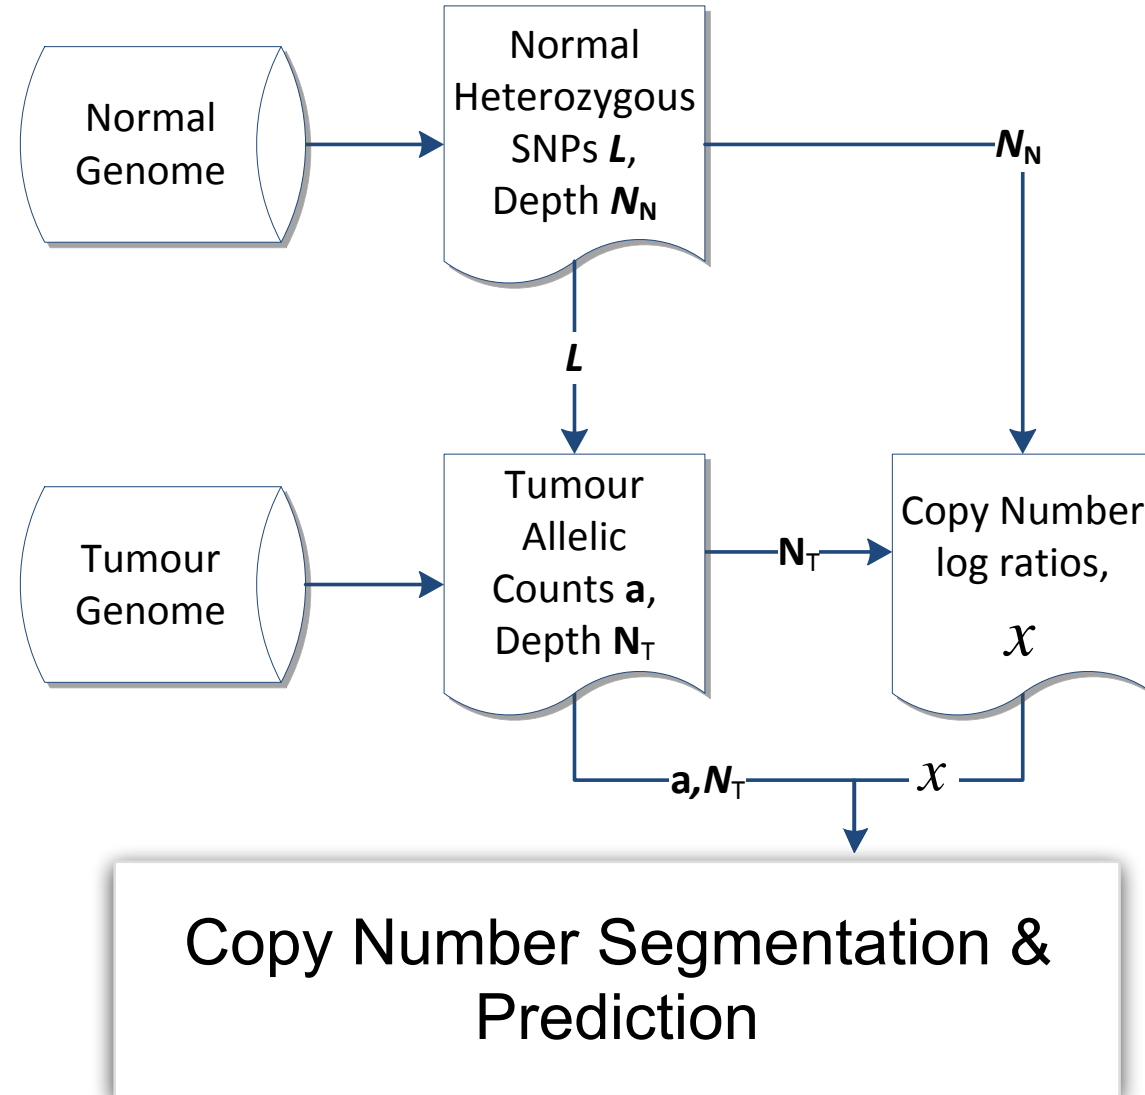 Normal
Genome
Normal
Heterozygous
SNPs L,
Depth NN
NN
L
Tumour
Genome
Tumour
Allelic
Counts a,
Depth NT
NT
Copy Number
log ratios,
x
a,NT
x
Copy Number Segmentation &
Prediction